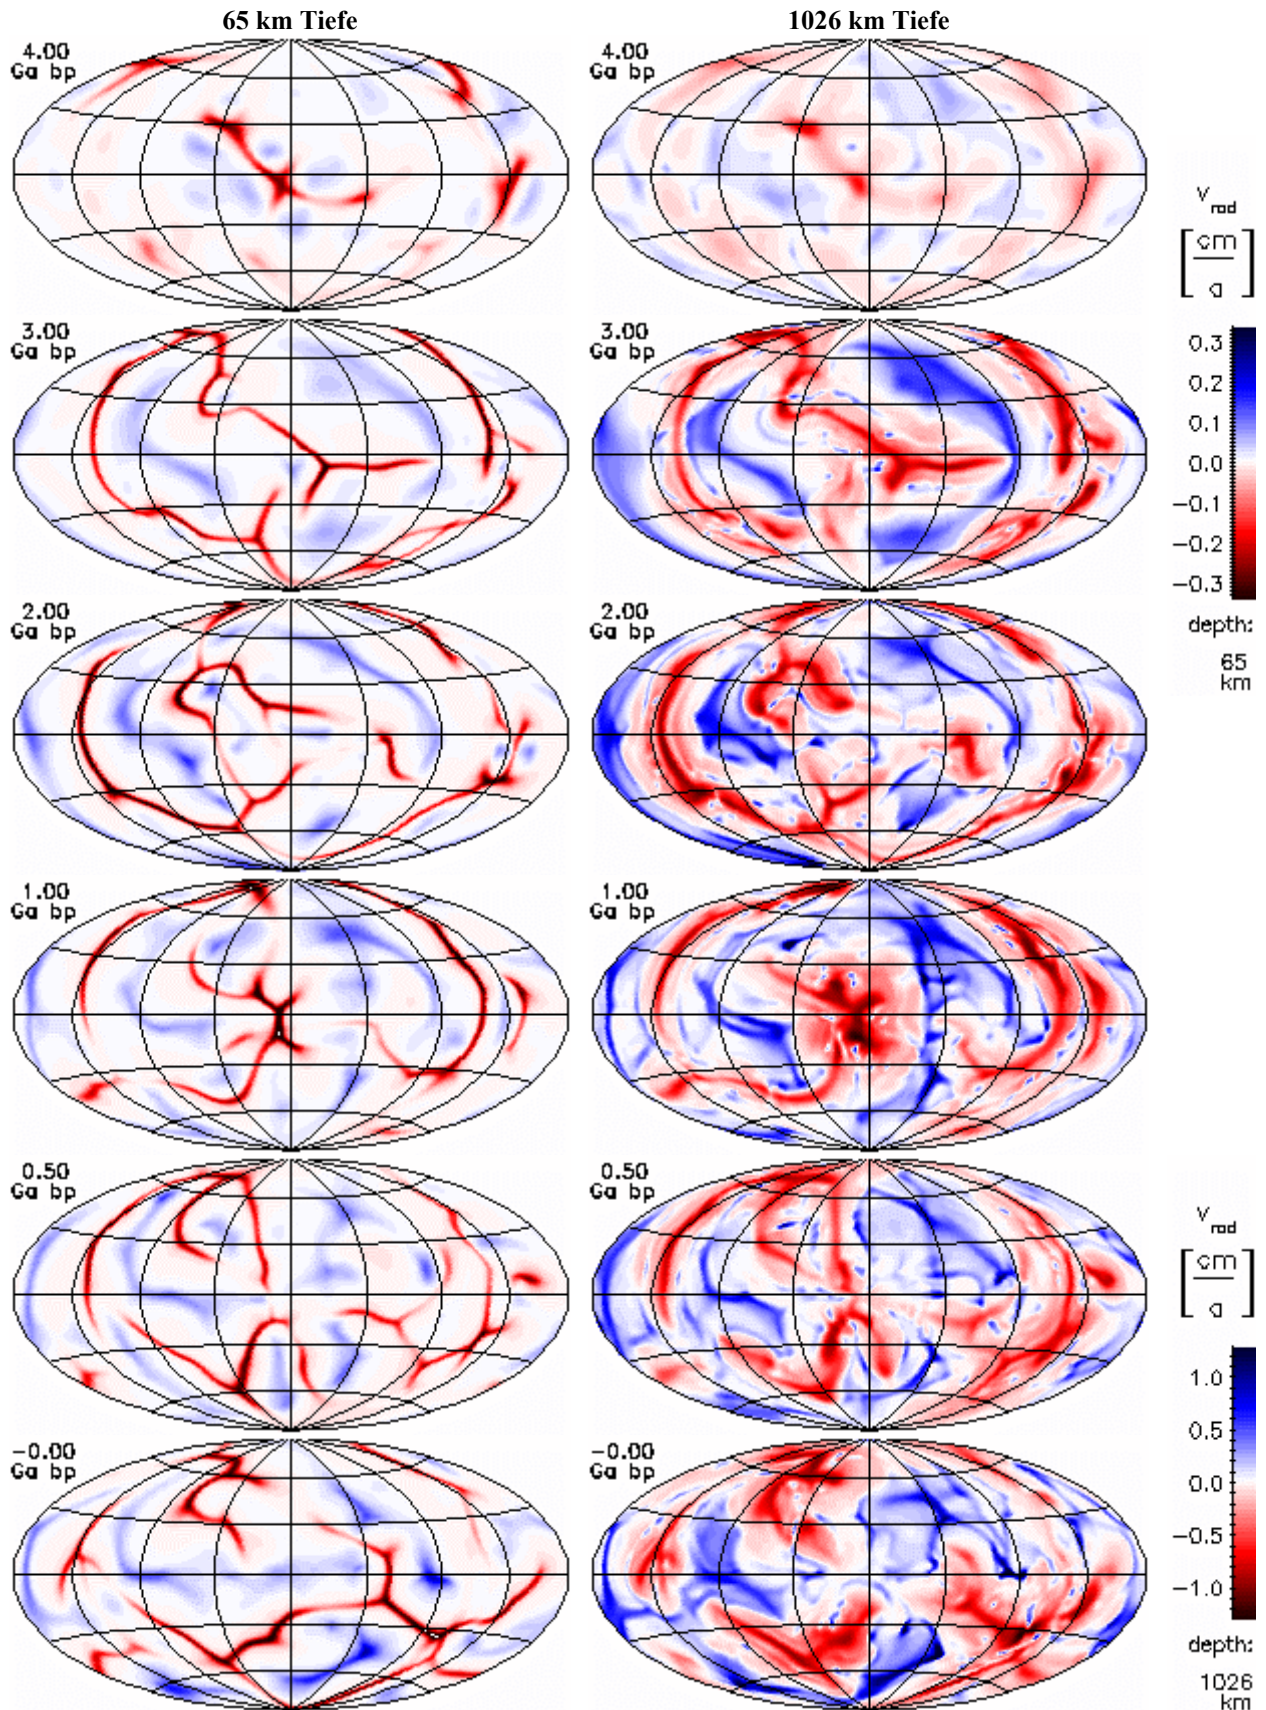 65 km Tiefe
1026 km Tiefe
4.00
Ga bp
4.00
Ga bp
v rad
[cm/a]
3.00
Ga bp
3.00
Ga bp
0.3
0.2
0.1
0.0
−0.1
−0.2
−0.3
depth:
65
km
2.00
Ga bp
2.00
Ga bp
1.00
Ga bp
1.00
Ga bp
0.50
Ga bp
0.50
Ga bp
v rad
[cm/a]
1.0
0.5
0.0
−0.5
−1.0
depth:
1026
km
−0.00
Ga bp
−0.00
Ga bp